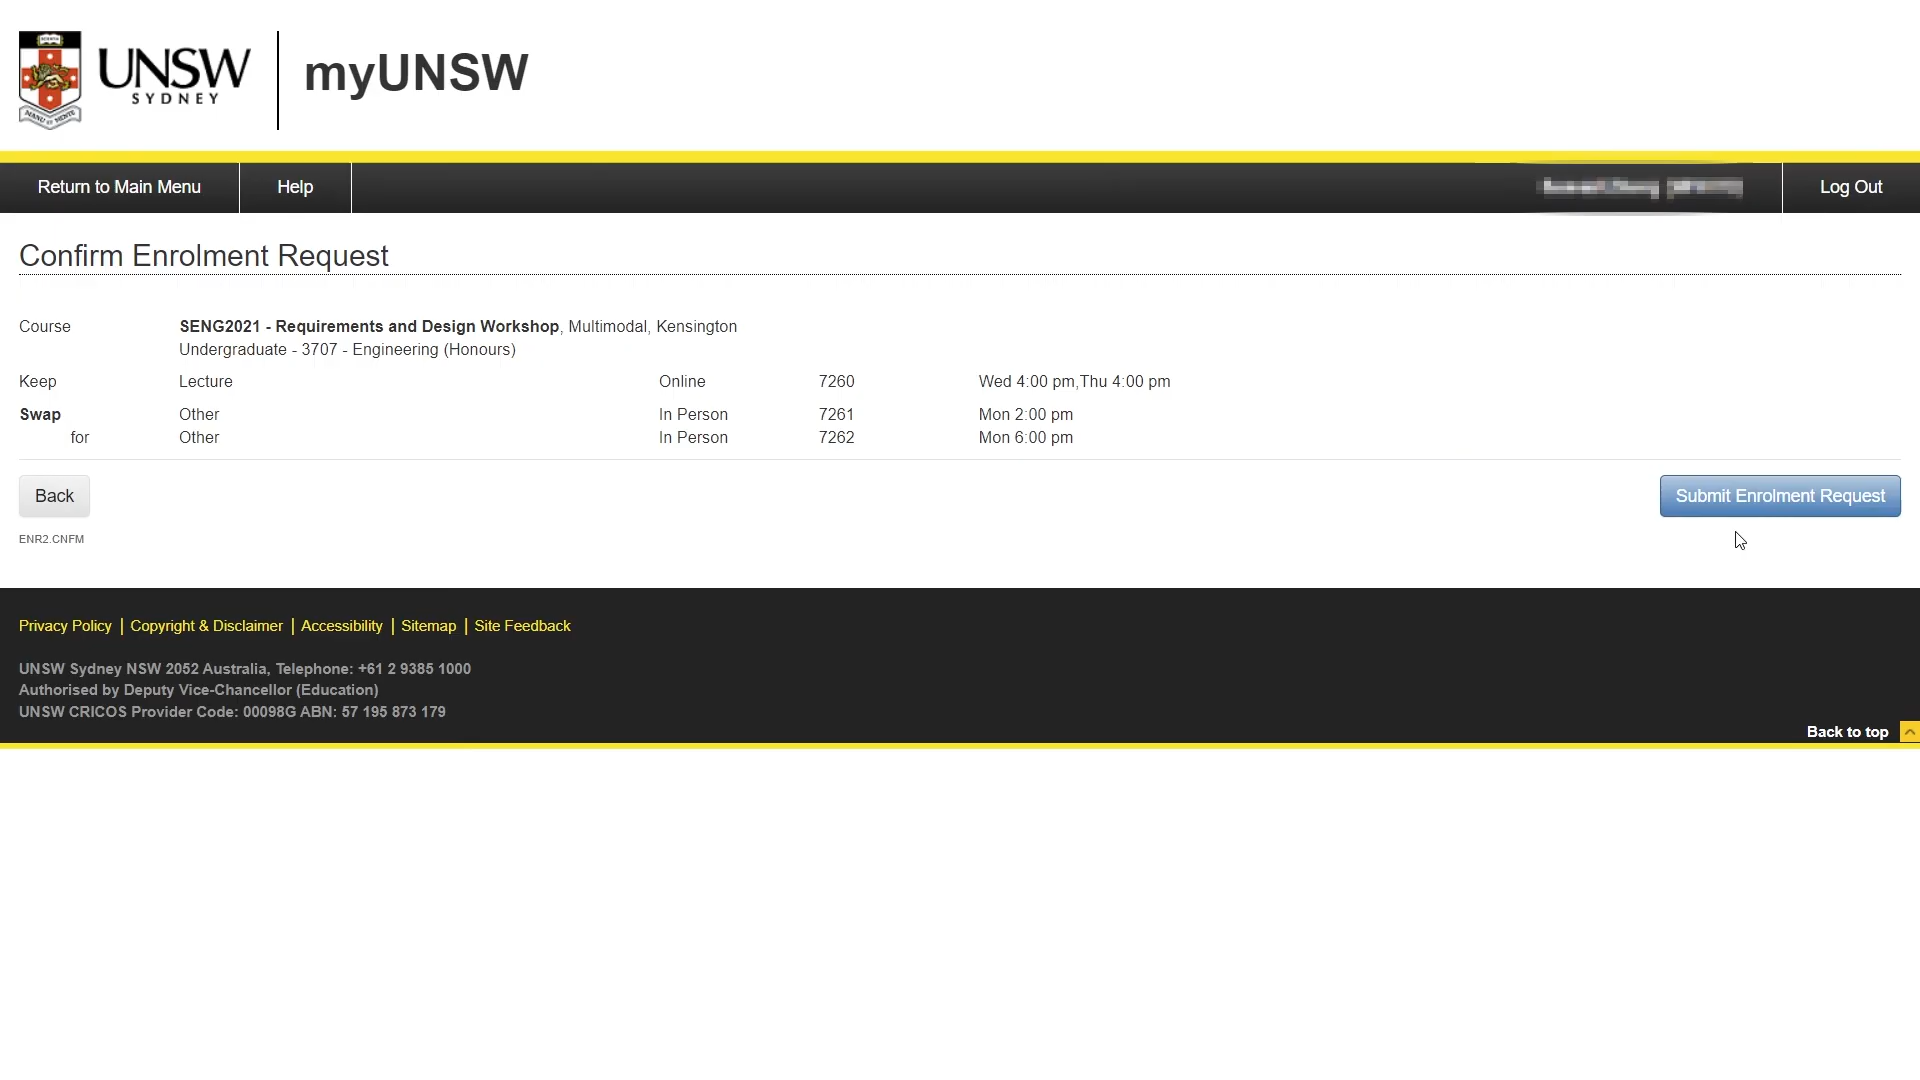 UNSW
SYDNEY
myUNSW
Return to Main Menu
Help
Log Out
Confirm Enrolment Request
Course SENG2021 - Requirements and Design Workshop, Multimodal, Kensington
Undergraduate - 3707 - Engineering (Honours)
Keep Lecture Online 7260 Wed 4:00 pm,Thu 4:00 pm
Swap Other In Person 7261 Mon 2:00 pm
for Other In Person 7262 Mon 6:00 pm
Back
Submit Enrolment Request
ENR2.CNFM
Privacy Policy | Copyright & Disclaimer | Accessibility | Sitemap | Site Feedback
UNSW Sydney NSW 2052 Australia, Telephone: +61 2 9385 1000
Authorised by Deputy Vice-Chancellor (Education)
UNSW CRICOS Provider Code: 00098G ABN: 57 195 873 179
Back to top